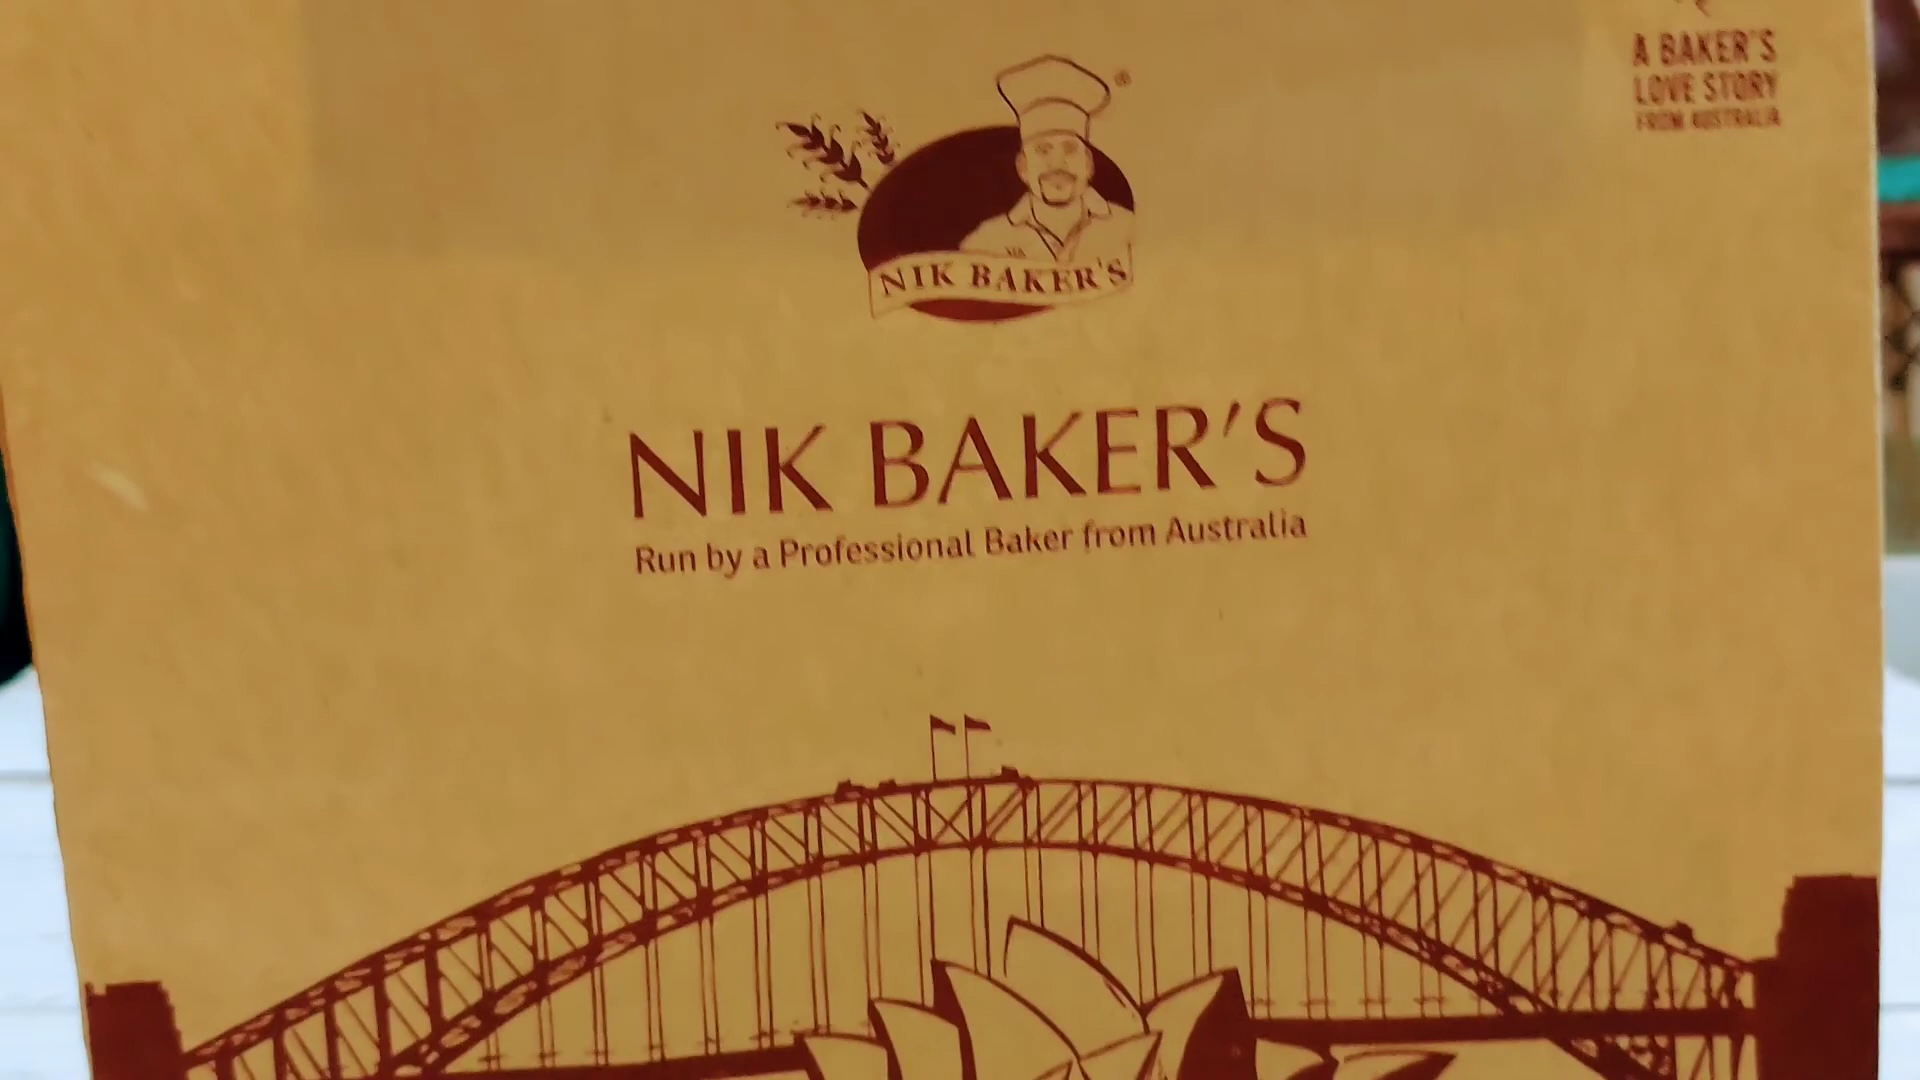 A BAKER'S
LOVE STORY
FROM AUSTRALIA
NIK BAKER'S
NIK BAKER'S
Run by a Professional Baker from Australia